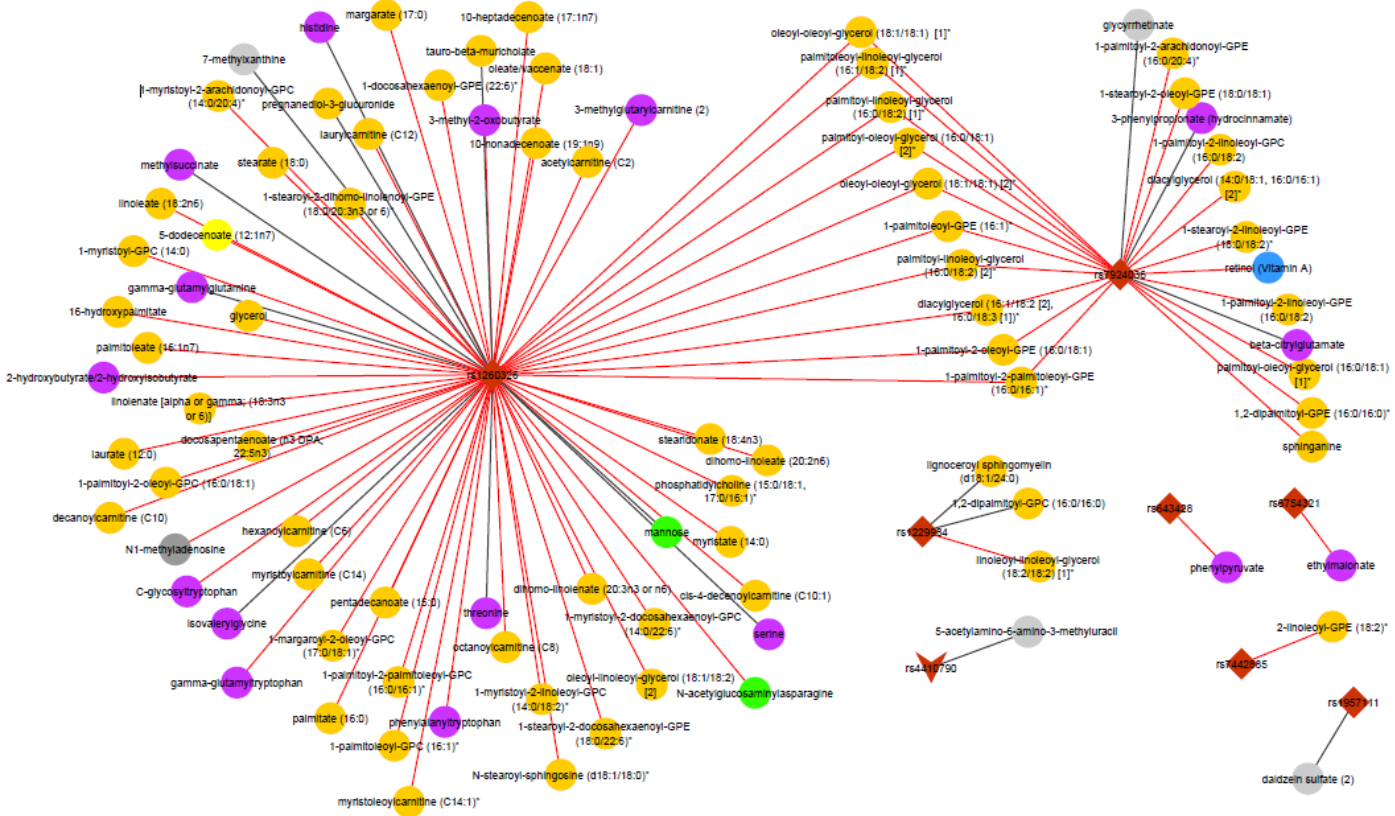 margarate (17:0)
10-heptadecenoate (17:1n7)
histidine
tauro-beta-muricholate
7-methylxanthine
oleate/vaccenate (18:1)
1-docosahexaenoyl-GPE (22:6)*
1-myristoyl-2-arachidonoyl-GPC
(14:0/20:4)*
pregnanediol-3-glucuronide
3-methyl-2-oxobutyrate
3-methylglutarylcarnitine (2)
laurylcarnitine (C12)
10-nonadecenoate (19:1n9)
acetylcarnitine (C2)
methylsuccinate
stearate (18:0)
1-stearoyl-2-dihomo-linolenoyl-GPE
(18:0/20:3n3 or 6)*
linoleate (18:2n6)
5-dodecenoate (12:1n7)
1-myristoyl-GPC (14:0)
gamma-glutamylglutamine
16-hydroxypalmitate
glycerol
palmitoleate (16:1n7)
2-hydroxybutyrate/2-hydroxyisobutyrate
rs1260326
linolenate [alpha or gamma; (18:3n3
or 6)]
laurate (12:0)
docosapentaenoate (n3 DPA;
22:5n3)
1-palmitoyl-2-oleoyl-GPC (16:0/18:1)
decanoylcarnitine (C10)
hexanoylcarnitine (C6)
N1-methyladenosine
myristoylcarnitine (C14)
C-glycosyltryptophan
pentadecanoate (15:0)
isovalerylglycine
1-margaroyl-2-oleoyl-GPC
(17:0/18:1)*
gamma-glutamyltryptophan
1-palmitoyl-2-palmitoleoyl-GPC
(16:0/16:1)*
palmitate (16:0)
phenylalanyltryptophan
1-palmitoleoyl-GPC (16:1)*
myristoleoylcarnitine (C14:1)*
threonine
octanoylcarnitine (C8)
1-myristoyl-2-linoleoyl-GPC
(14:0/18:2)*
1-stearoyl-2-docosahexaenoyl-GPE
(18:0/22:6)*
N-stearoyl-sphingosine (d18:1/18:0)*
dihomo-linolenate (20:3n3 or n6)
1-myristoyl-2-docosahexaenoyl-GPC
(14:0/22:6)*
oleoyl-linoleoyl-glycerol (18:1/18:2)
[2]
N-acetylglucosaminylasparagine
serine
cis-4-decenoylcarnitine (C10:1)
myristate (14:0)
mannose
phosphatidylcholine (15:0/18:1,
17:0/16:1)*
dihomo-linoleate (20:2n6)
stearidonate (18:4n3)
oleoyl-oleoyl-glycerol (18:1/18:1) [1]*
palmitoleoyl-linoleoyl-glycerol
(16:1/18:2) [1]*
palmitoyl-linoleoyl-glycerol
(16:0/18:2) [1]*
palmitoyl-oleoyl-glycerol (16:0/18:1)
[2]*
oleoyl-oleoyl-glycerol (18:1/18:1) [2]*
1-palmitoleoyl-GPE (16:1)*
palmitoyl-linoleoyl-glycerol
(16:0/18:2) [2]*
diacylglycerol (16:1/18:2 [2],
16:0/18:3 [1])*
1-palmitoyl-2-oleoyl-GPE (16:0/18:1)
1-palmitoyl-2-palmitoleoyl-GPE
(16:0/16:1)*
glycyrrhetinate
1-palmitoyl-2-arachidonoyl-GPE
(16:0/20:4)*
1-stearoyl-2-oleoyl-GPE (18:0/18:1)
3-phenylpropionate (hydrocinnamate)
1-palmitoyl-2-linoleoyl-GPC
(16:0/18:2)
diacylglycerol (14:0/18:1, 16:0/16:1)
[2]*
1-stearoyl-2-linoleoyl-GPE
(18:0/18:2)*
rs7924036
retinol (Vitamin A)
1-palmitoyl-2-linoleoyl-GPE
(16:0/18:2)
beta-citrylglutamate
palmitoyl-oleoyl-glycerol (16:0/18:1)
[1]*
1,2-dipalmitoyl-GPE (16:0/16:0)*
sphinganine
lignoceroyl sphingomyelin
(d18:1/24:0)
1,2-dipalmitoyl-GPC (16:0/16:0)
rs1229984
linoleoyl-linoleoyl-glycerol
(18:2/18:2) [1]*
rs643428
phenylpyruvate
rs6754321
ethylmalonate
5-acetylamino-6-amino-3-methyluracil
rs4410790
2-linoleoyl-GPE (18:2)*
rs7442865
rs1957111
daidzein sulfate (2)